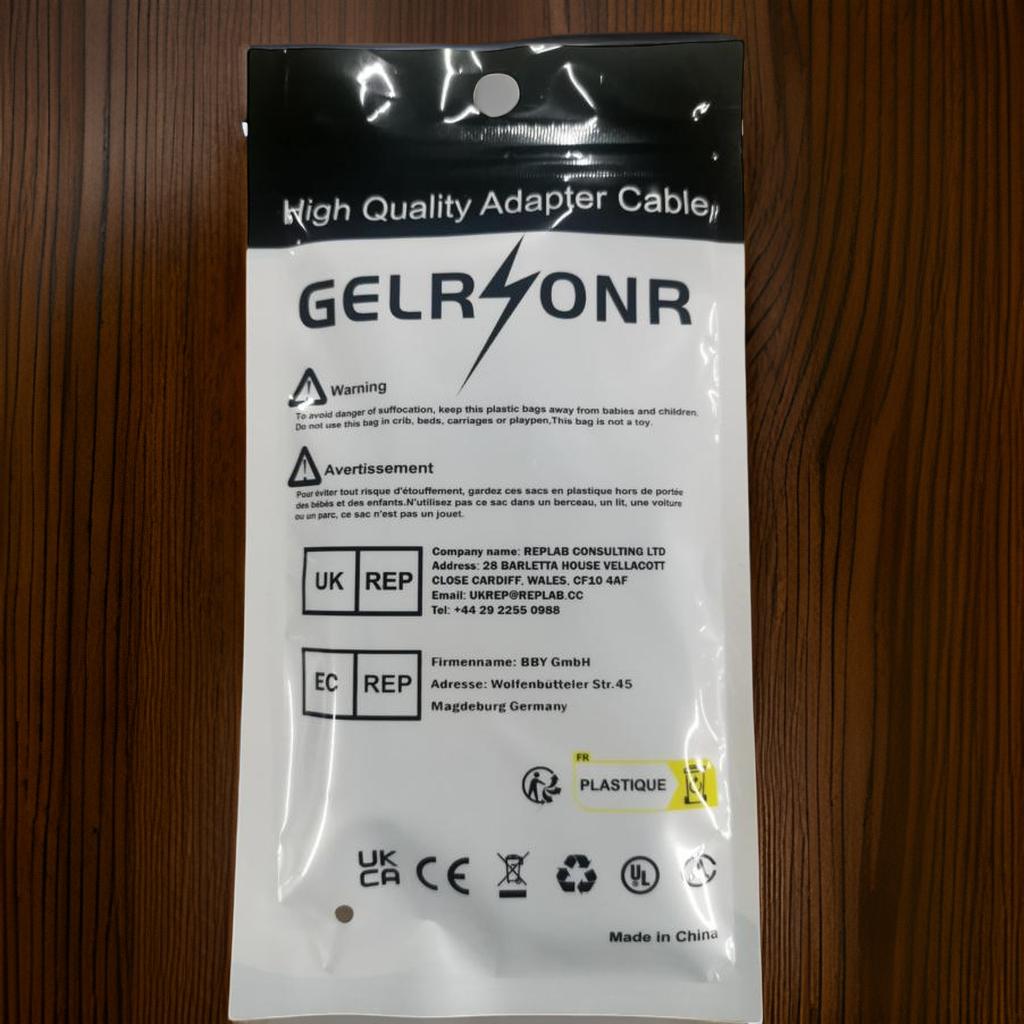 High Quality Adapter Cable
GELRSONR
Warning
To avoid danger of suffocation, keep this plastic bags away from babies and children.
Do not use this bag in crib, beds, carriages or playpen,This bag is not a toy.
Avertissement
Pour éviter tout risque d'étouffement, gardez ces sacs en plastique hors de portée
des bébés et des enfants.N'utilisez pas ce sac dans un berceau, un lit, une voiture
ou un parc, ce sac n'est pas un jouet.
UK REP
Company name: REPLAB CONSULTING LTD
Address: 28 BARLETTA HOUSE VELLACOTT
CLOSE CARDIFF, WALES, CF10 4AF
Email: UKREP@REPLAB.CC
Tel: +44 29 2255 0988
EC REP
Firmenname: BBY GmbH
Adresse: Wolfenbütteler Str.45
Magdeburg Germany
FR
PLASTIQUE
UK
CA CE UL
Made in China